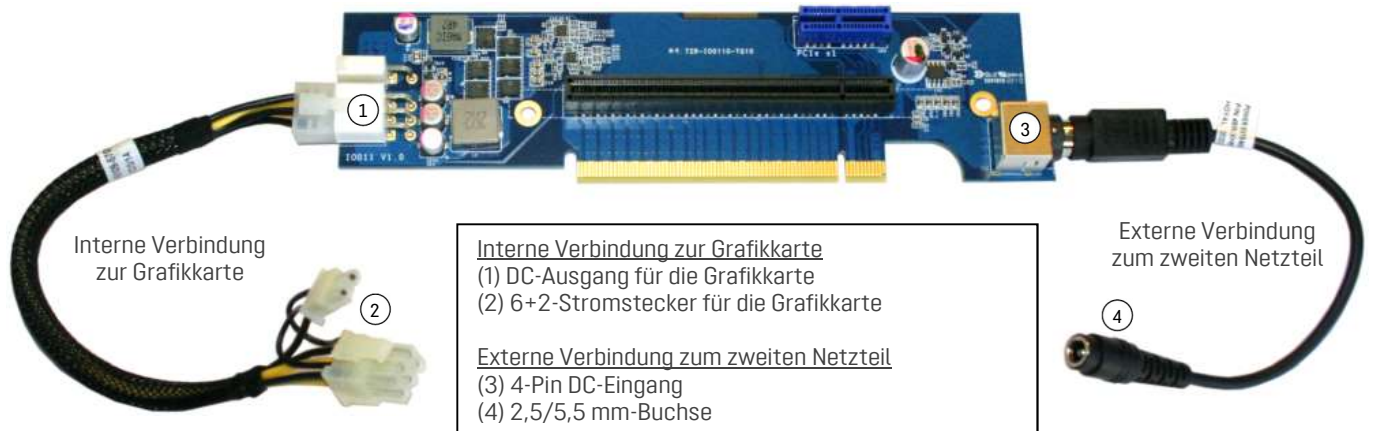 PCIe x1
1
3
IO011 V1.0
Interne Verbindung
zur Grafikkarte
Externe Verbindung
zum zweiten Netzteil
2
4
Interne Verbindung zur Grafikkarte
(1) DC-Ausgang für die Grafikkarte
(2) 6+2-Stromstecker für die Grafikkarte
Externe Verbindung zum zweiten Netzteil
(3) 4-Pin DC-Eingang
(4) 2,5/5,5 mm-Buchse